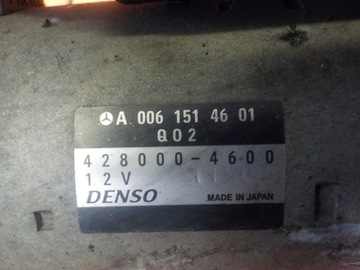 A 006 151 46 01
Q02
428000-4600
12V
DENSO MADE IN JAPAN